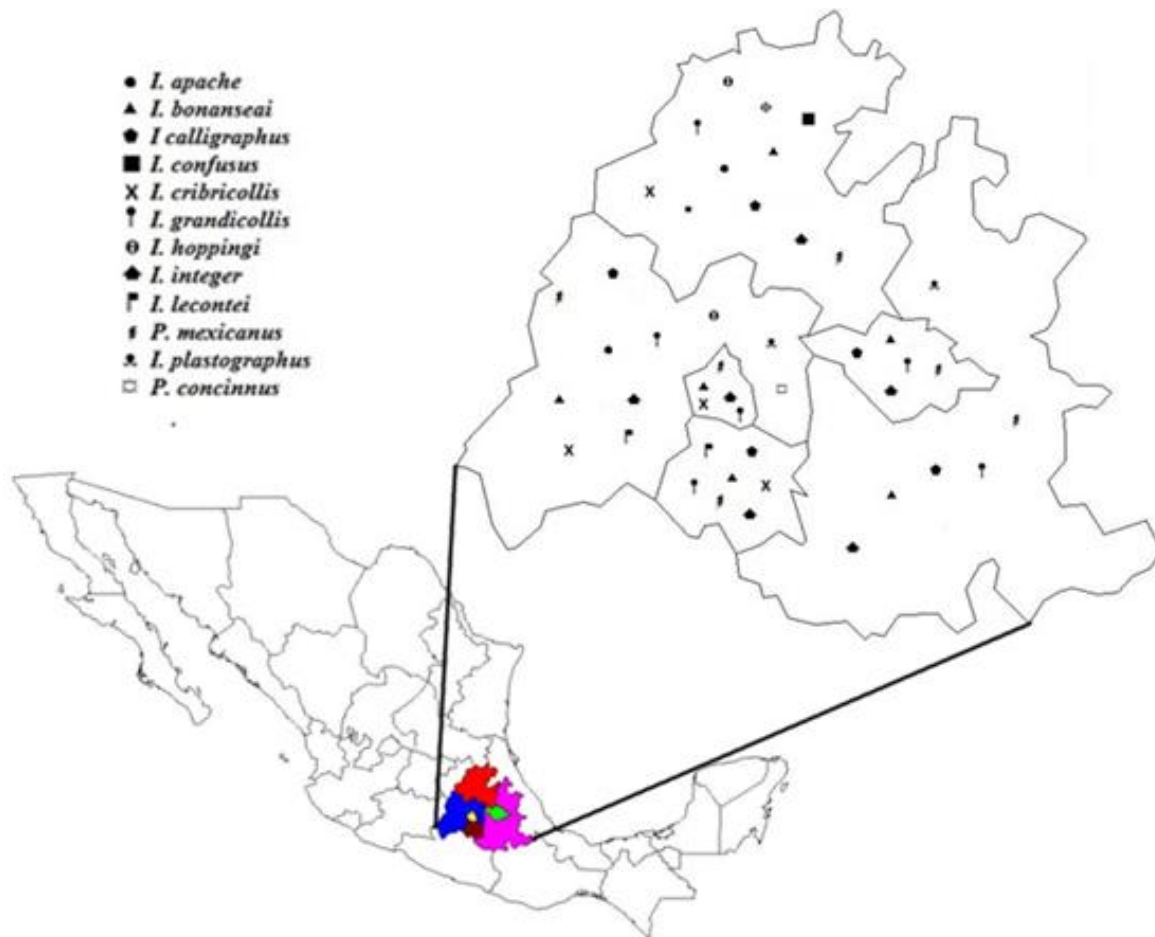 I. apache
I. bonanseai
I calligraphus
I. confusus
I. cribricollis
I. grandicollis
I. hoppingi
I. integer
I. lecontei
P. mexicanus
I. plastographus
P. concinnus